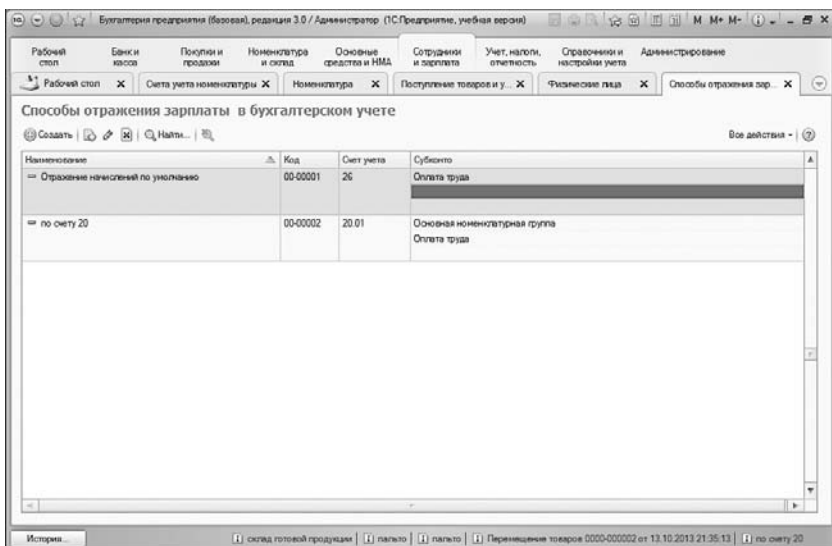 Бухгалтерия предприятия (базовая), редакция 3.0 / Администратор (1С:Предприятие, учебная версия) M M+ M-
Рабочий стол Банк и касса Покупки и продажи Номенклатура и склад Основные средства и НМА Сотрудники и зарплата Учет, налоги, отчетность Справочники и настройки учета Администрирование
Рабочий стол Счета учета номенклатуры Номенклатура Поступление товаров и у... Физические лица Способы отражения зар...
Способы отражения зарплаты в бухгалтерском учете
Создать Найти... Все действия
Наименование Код Счет учета Субконто
Отражение начислений по умолчанию 00-00001 26 Оплата труда
по счету 20 00-00002 20.01 Основная номенклатурная группа
Оплата труда
История... склад готовой продукции пальто пальто Перемещение товаров 0000-000002 от 13.10.2013 21:35:13 по счету 20